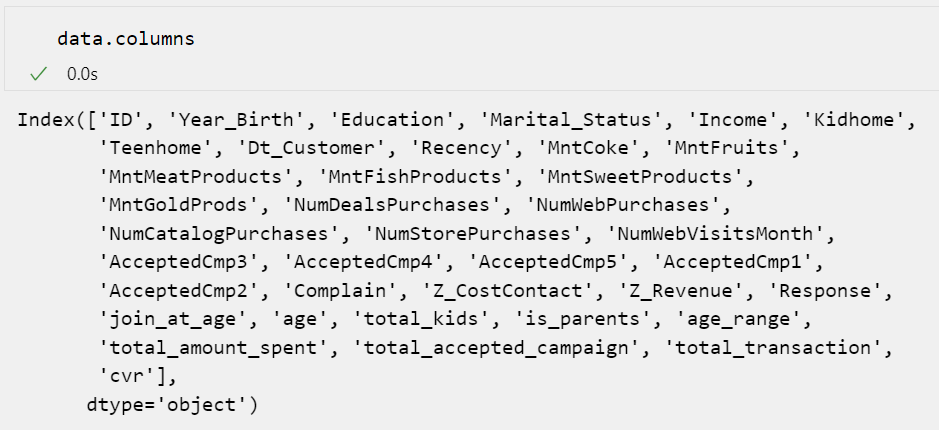 data.columns
0.0s
Index(['ID', 'Year_Birth', 'Education', 'Marital_Status', 'Income', 'Kidhome',
'Teenhome', 'Dt_Customer', 'Recency', 'MntCoke', 'MntFruits',
'MntMeatProducts', 'MntFishProducts', 'MntSweetProducts',
'MntGoldProds', 'NumDealsPurchases', 'NumWebPurchases',
'NumCatalogPurchases', 'NumStorePurchases', 'NumWebVisitsMonth',
'AcceptedCmp3', 'AcceptedCmp4', 'AcceptedCmp5', 'AcceptedCmp1',
'AcceptedCmp2', 'Complain', 'Z_CostContact', 'Z_Revenue', 'Response',
'join_at_age', 'age', 'total_kids', 'is_parents', 'age_range',
'total_amount_spent', 'total_accepted_campaign', 'total_transaction',
'cvr'],
dtype='object')